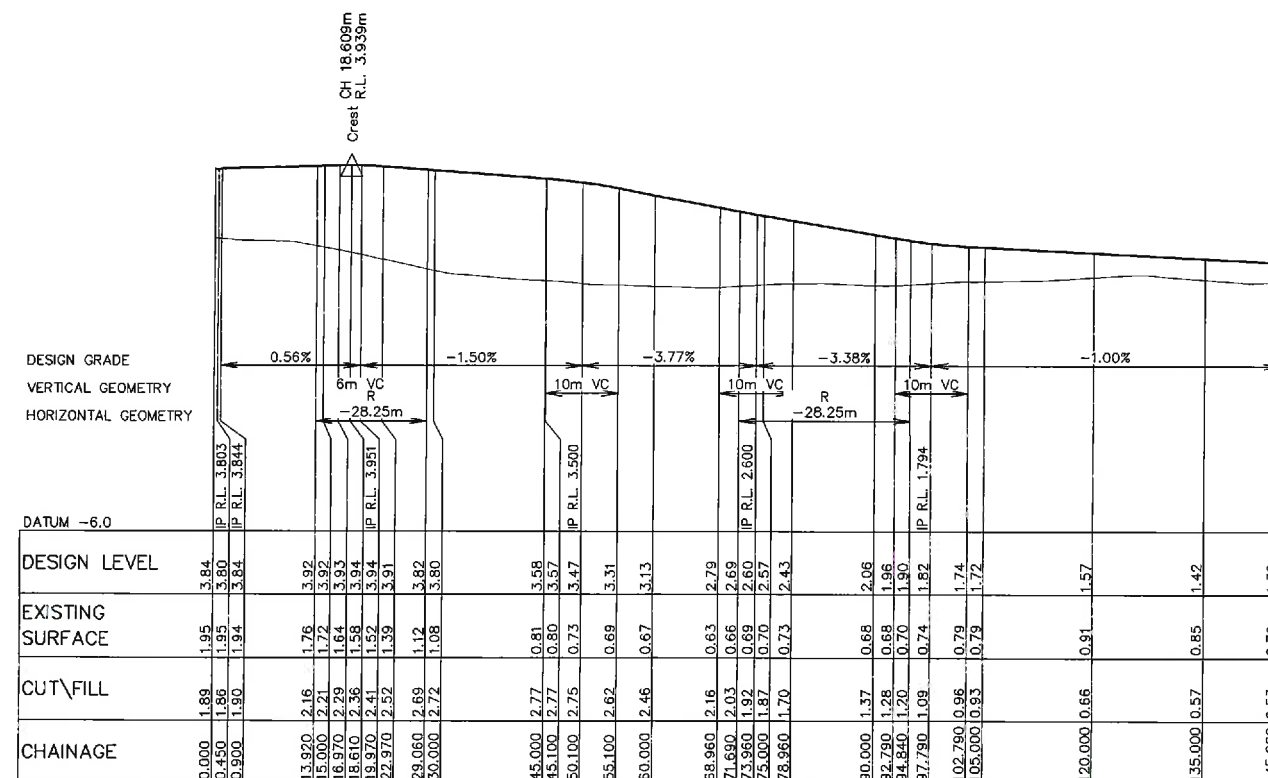 Crest CH 18.609m
R.L. 3.939m
DESIGN GRADE 0.56% -1.50% -3.77% -3.38% -1.00%
VERTICAL GEOMETRY 6m VC 10m VC 10m VC 10m VC
HORIZONTAL GEOMETRY R -28.25m R -28.25m
IP R.L. 3.803
IP R.L. 3.844
IP R.L. 3.951
IP R.L. 3.500
IP R.L. 2.600
IP R.L. 1.794
DATUM -6.0
DESIGN LEVEL 3.84 3.80 3.84 3.92 3.92 3.93 3.94 3.94 3.91 3.82 3.80 3.58 3.57 3.47 3.31 3.13 2.79 2.69 2.60 2.57 2.43 2.06 1.96 1.90 1.82 1.74 1.72 1.57 1.42
EXISTING
SURFACE 1.95 1.95 1.94 1.76 1.72 1.64 1.58 1.52 1.39 1.12 1.08 0.81 0.80 0.73 0.69 0.67 0.63 0.66 0.69 0.70 0.73 0.68 0.68 0.70 0.74 0.79 0.79 0.91 0.85
CUT\FILL 1.89 1.86 1.90 2.16 2.21 2.29 2.36 2.41 2.52 2.69 2.72 2.77 2.77 2.75 2.62 2.46 2.16 2.03 1.92 1.87 1.70 1.37 1.28 1.20 1.09 0.96 0.93 0.66 0.57
CHAINAGE 0.000 0.450 0.900 13.920 15.000 16.970 18.610 19.970 22.970 29.060 30.000 45.000 45.100 50.100 55.100 60.000 68.960 71.690 73.960 75.000 78.960 90.000 92.790 94.840 97.790 102.790 105.000 120.000 135.000